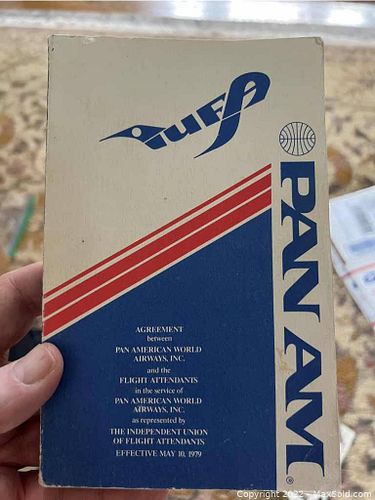 iufa
PAN AM®
AGREEMENT
between
PAN AMERICAN WORLD
AIRWAYS, INC.
and the
FLIGHT ATTENDANTS
in the service of
PAN AMERICAN WORLD
AIRWAYS, INC.
as represented by
THE INDEPENDENT UNION
OF FLIGHT ATTENDANTS
EFFECTIVE MAY 10, 1979
Copyright 2022 - MaxSold.com